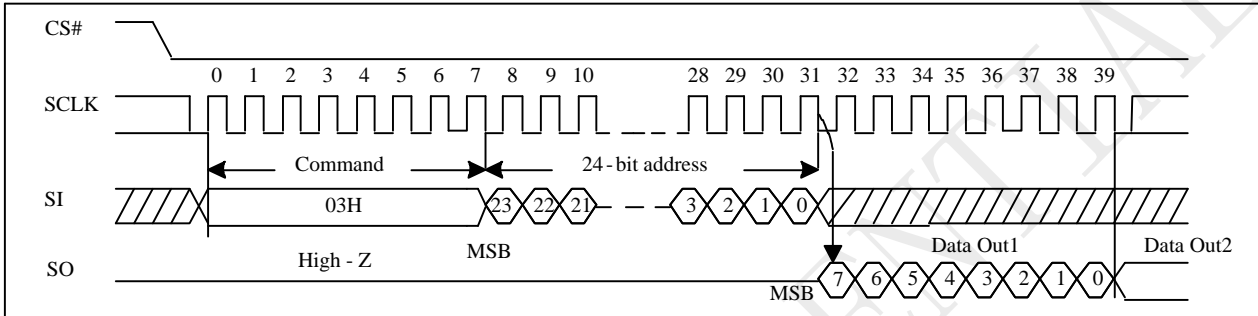 CS#
0 1 2 3 4 5 6 7 8 9 10 28 29 30 31 32 33 34 35 36 37 38 39
SCLK
Command 24-bit address
SI 03H 23 22 21 3 2 1 0
High - Z MSB Data Out1 Data Out2
SO MSB 7 6 5 4 3 2 1 0
ENTIAL